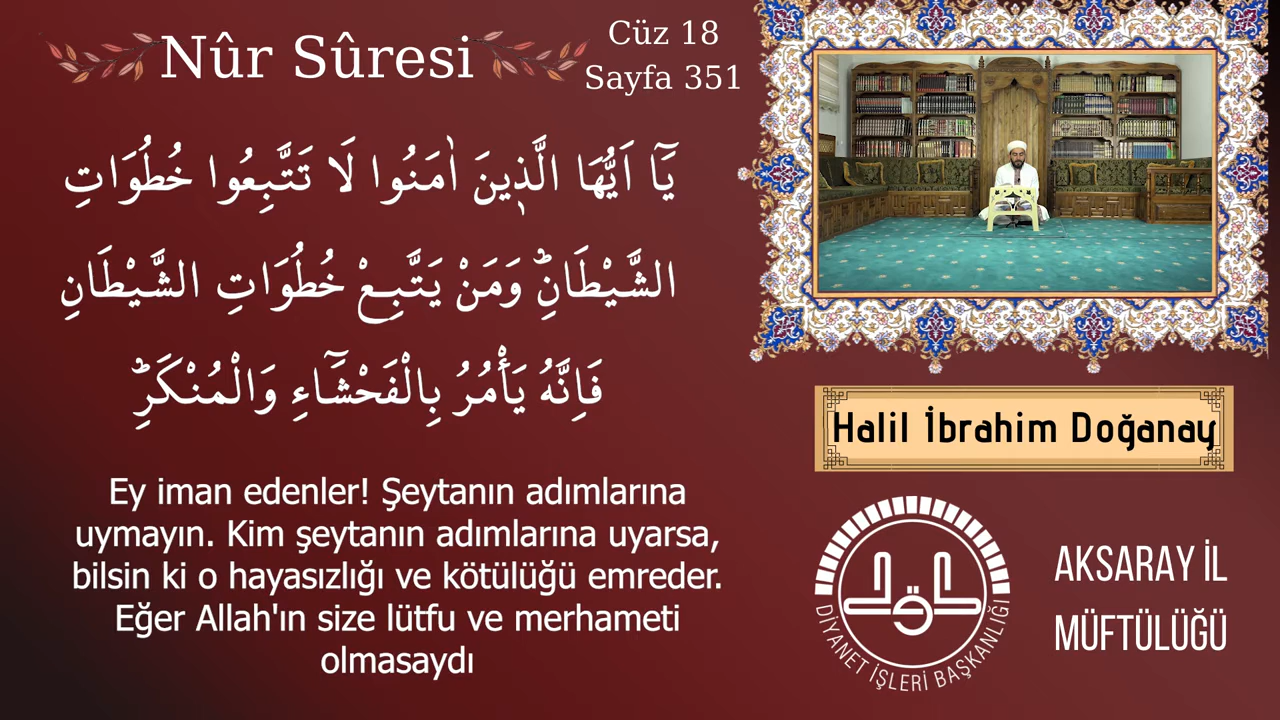 Nûr Sûresi
Cüz 18
Sayfa 351
يَٓا اَيُّهَا الَّذ۪ينَ اٰمَنُوا لَا تَتَّبِعُوا خُطُوَاتِ
الشَّيْطَانِۜ وَمَنْ يَتَّبِعْ خُطُوَاتِ الشَّيْطَانِ
فَاِنَّهُ يَأْمُرُ بِالْفَحْشَٓاءِ وَالْمُنْكَرِۜ
Ey iman edenler! Şeytanın adımlarına
uymayın. Kim şeytanın adımlarına uyarsa,
bilsin ki o hayasızlığı ve kötülüğü emreder.
Eğer Allah'ın size lütfu ve merhameti
olmasaydı
Halil İbrahim Doğanay
DİYANET İŞLERİ BAŞKANLIĞI
AKSARAY İL
MÜFTÜLÜĞÜ